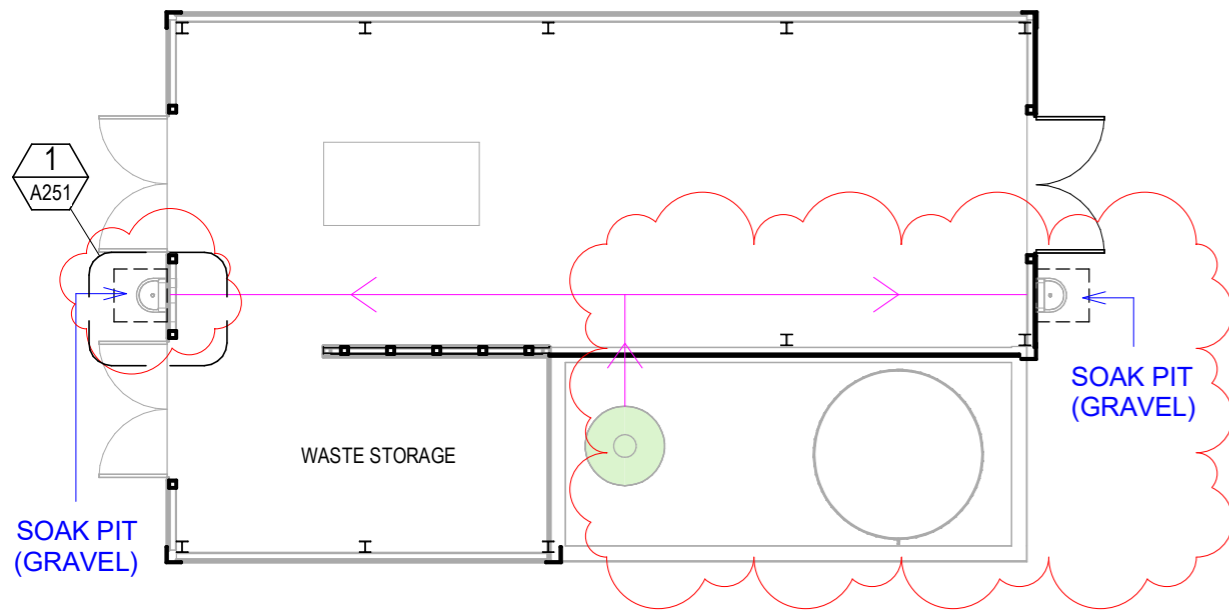 1
A251
SOAK PIT
(GRAVEL)
WASTE STORAGE
SOAK PIT
(GRAVEL)